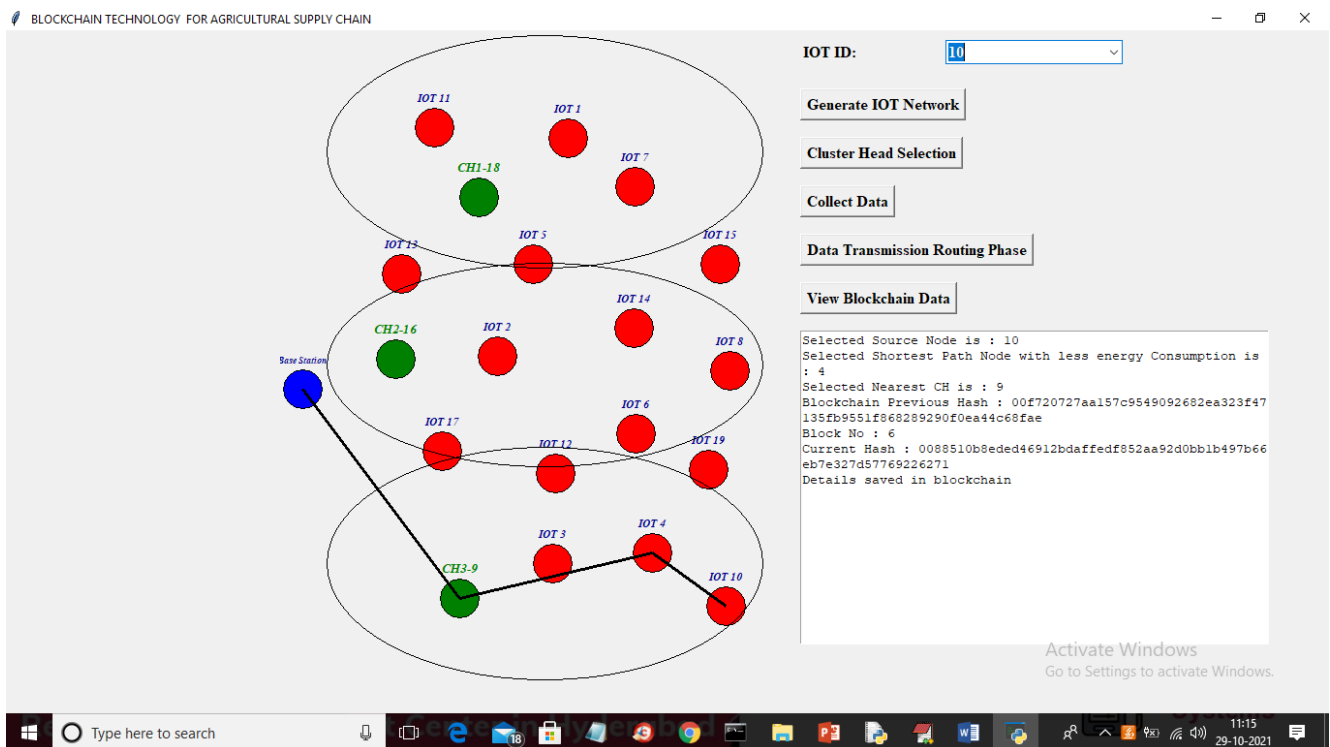 BLOCKCHAIN TECHNOLOGY FOR AGRICULTURAL SUPPLY CHAIN
IOT ID:
10
Generate IOT Network
Cluster Head Selection
Collect Data
Data Transmission Routing Phase
View Blockchain Data
IOT 11
IOT 1
IOT 7
CH1-18
IOT 5
IOT 15
IOT 13
IOT 14
CH2-16
IOT 2
IOT 8
Base Station
IOT 6
IOT 17
IOT 12
IOT 19
IOT 4
IOT 3
CH3-9
IOT 10
Selected Source Node is : 10
Selected Shortest Path Node with less energy Consumption is
: 4
Selected Nearest CH is : 9
Blockchain Previous Hash : 00f720727aa157c9549092682ea323f47
135fb9551f868289290f0ea44c68fae
Block No : 6
Current Hash : 0088510b8eded46912bdaffedf852aa92d0bb1b497b66
eb7e327d57769226271
Details saved in blockchain
Activate Windows
Go to Settings to activate Windows.
Type here to search
18
11:15
29-10-2021